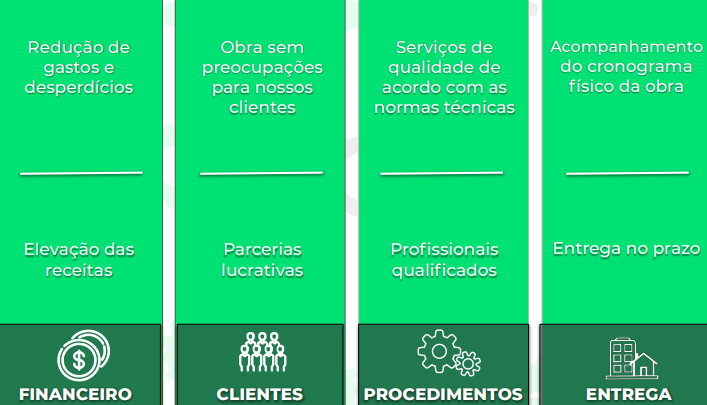 Redução de
gastos e
desperdícios
Elevação das
receitas
FINANCEIRO
Obra sem
preocupações
para nossos
clientes
Parcerias
lucrativas
CLIENTES
Serviços de
qualidade de
acordo com as
normas técnicas
Profissionais
qualificados
PROCEDIMENTOS
Acompanhamento
do cronograma
físico da obra
Entrega no prazo
ENTREGA